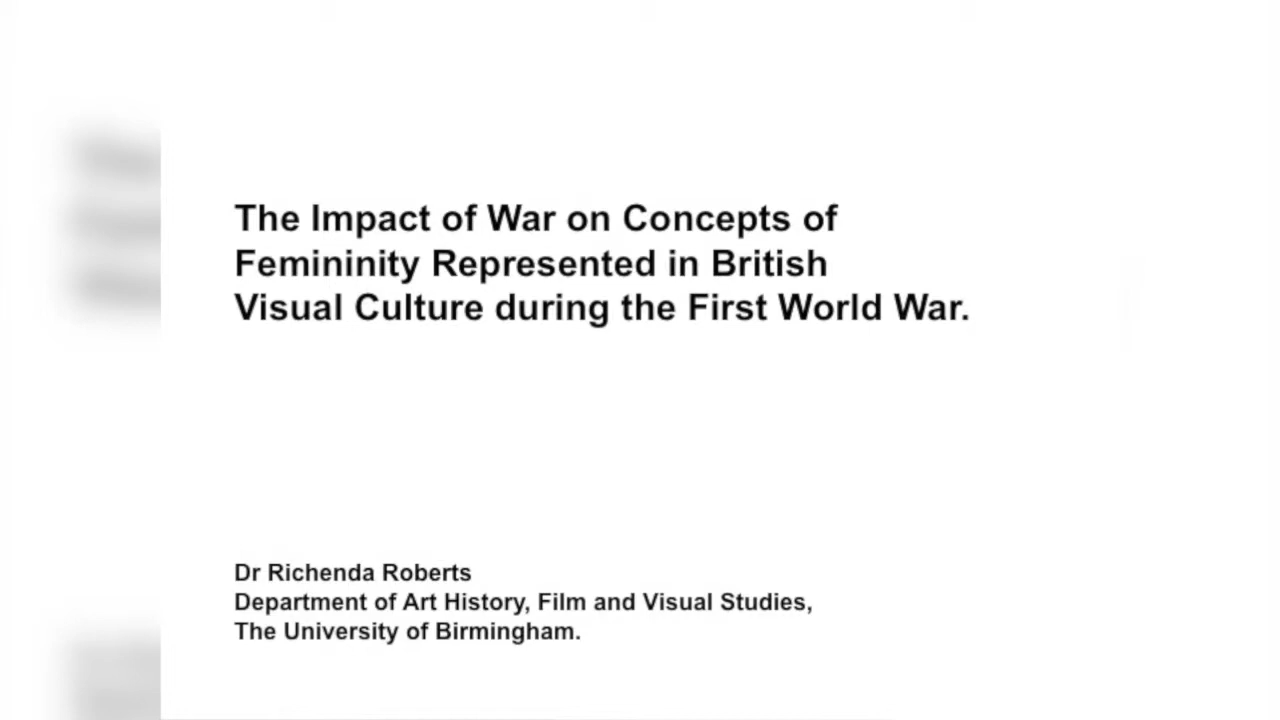 The Impact of War on Concepts of
Femininity Represented in British
Visual Culture during the First World War.
Dr Richenda Roberts
Department of Art History, Film and Visual Studies,
The University of Birmingham.